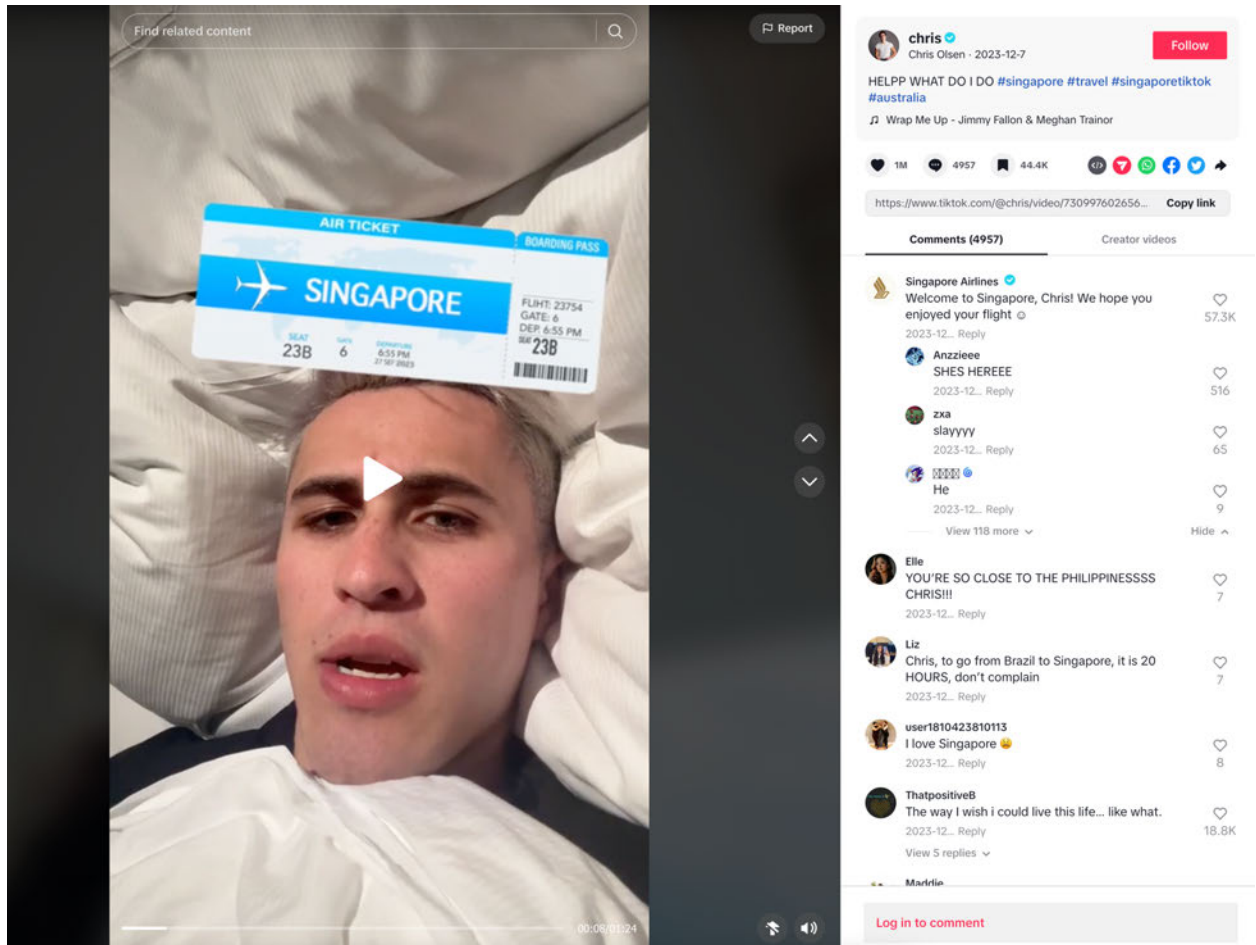 Find related content
Report
AIR TICKET
BOARDING PASS
SINGAPORE
FLIHT: 23754
GATE: 6
DEP. 6:55 PM
SEAT 23B
SEAT
23B
GATE
6
DEPARTURE
6:55 PM
27 SEP 2023
00:08/01:24
chris
Chris Olsen · 2023-12-7
Follow
HELPP WHAT DO I DO #singapore #travel #singaporetiktok
#australia
Wrap Me Up - Jimmy Fallon & Meghan Trainor
1M
4957
44.4K
https://www.tiktok.com/@chris/video/730997602656...
Copy link
Comments (4957)
Creator videos
Singapore Airlines
Welcome to Singapore, Chris! We hope you
enjoyed your flight ☺
57.3K
2023-12... Reply
Anzzieee
SHES HEREEE
516
2023-12... Reply
zxa
slayyyy
65
2023-12... Reply
He
9
2023-12... Reply
View 118 more
Hide
Elle
YOU'RE SO CLOSE TO THE PHILIPPINESSSS
CHRIS!!!
7
2023-12... Reply
Liz
Chris, to go from Brazil to Singapore, it is 20
HOURS, don't complain
7
2023-12... Reply
user1810423810113
I love Singapore 😫
8
2023-12... Reply
ThatpositiveB
The way I wish i could live this life... like what.
18.8K
2023-12... Reply
View 5 replies
Maddie
Log in to comment